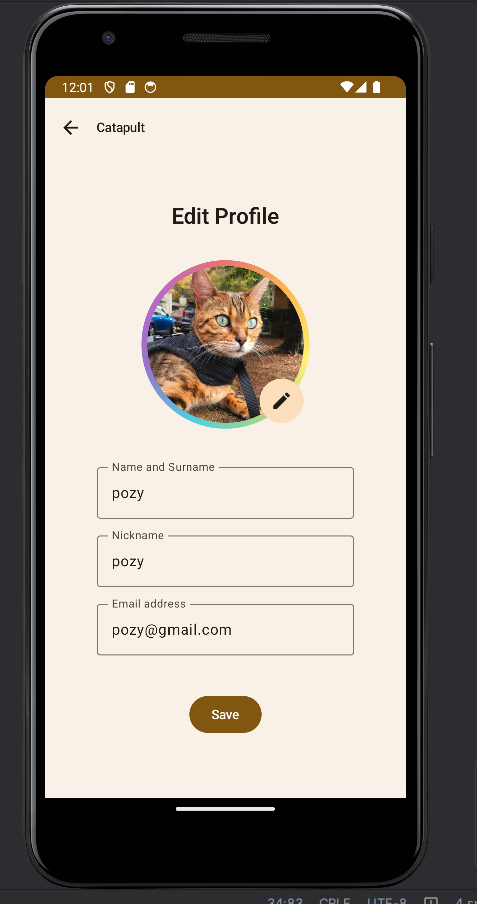 12:01
Catapult
Edit Profile
Name and Surname
pozy
Nickname
pozy
Email address
pozy@gmail.com
Save
34:83 CRLF UTF-8